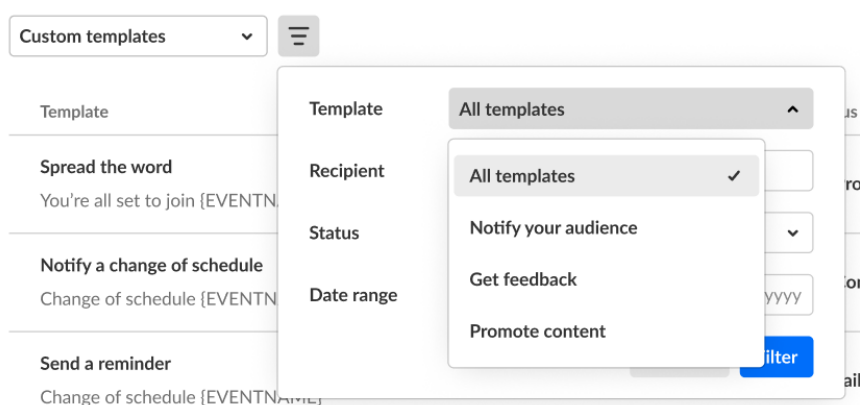 Custom templates
Template
Spread the word
You're all set to join {EVENTN
Notify a change of schedule
Change of schedule {EVENTN
Send a reminder
Change of schedule {EVENTNAME}
Template
All templates
Recipient
All templates
Status
Notify your audience
Get feedback
Date range
yyyy
Promote content
ilter
us